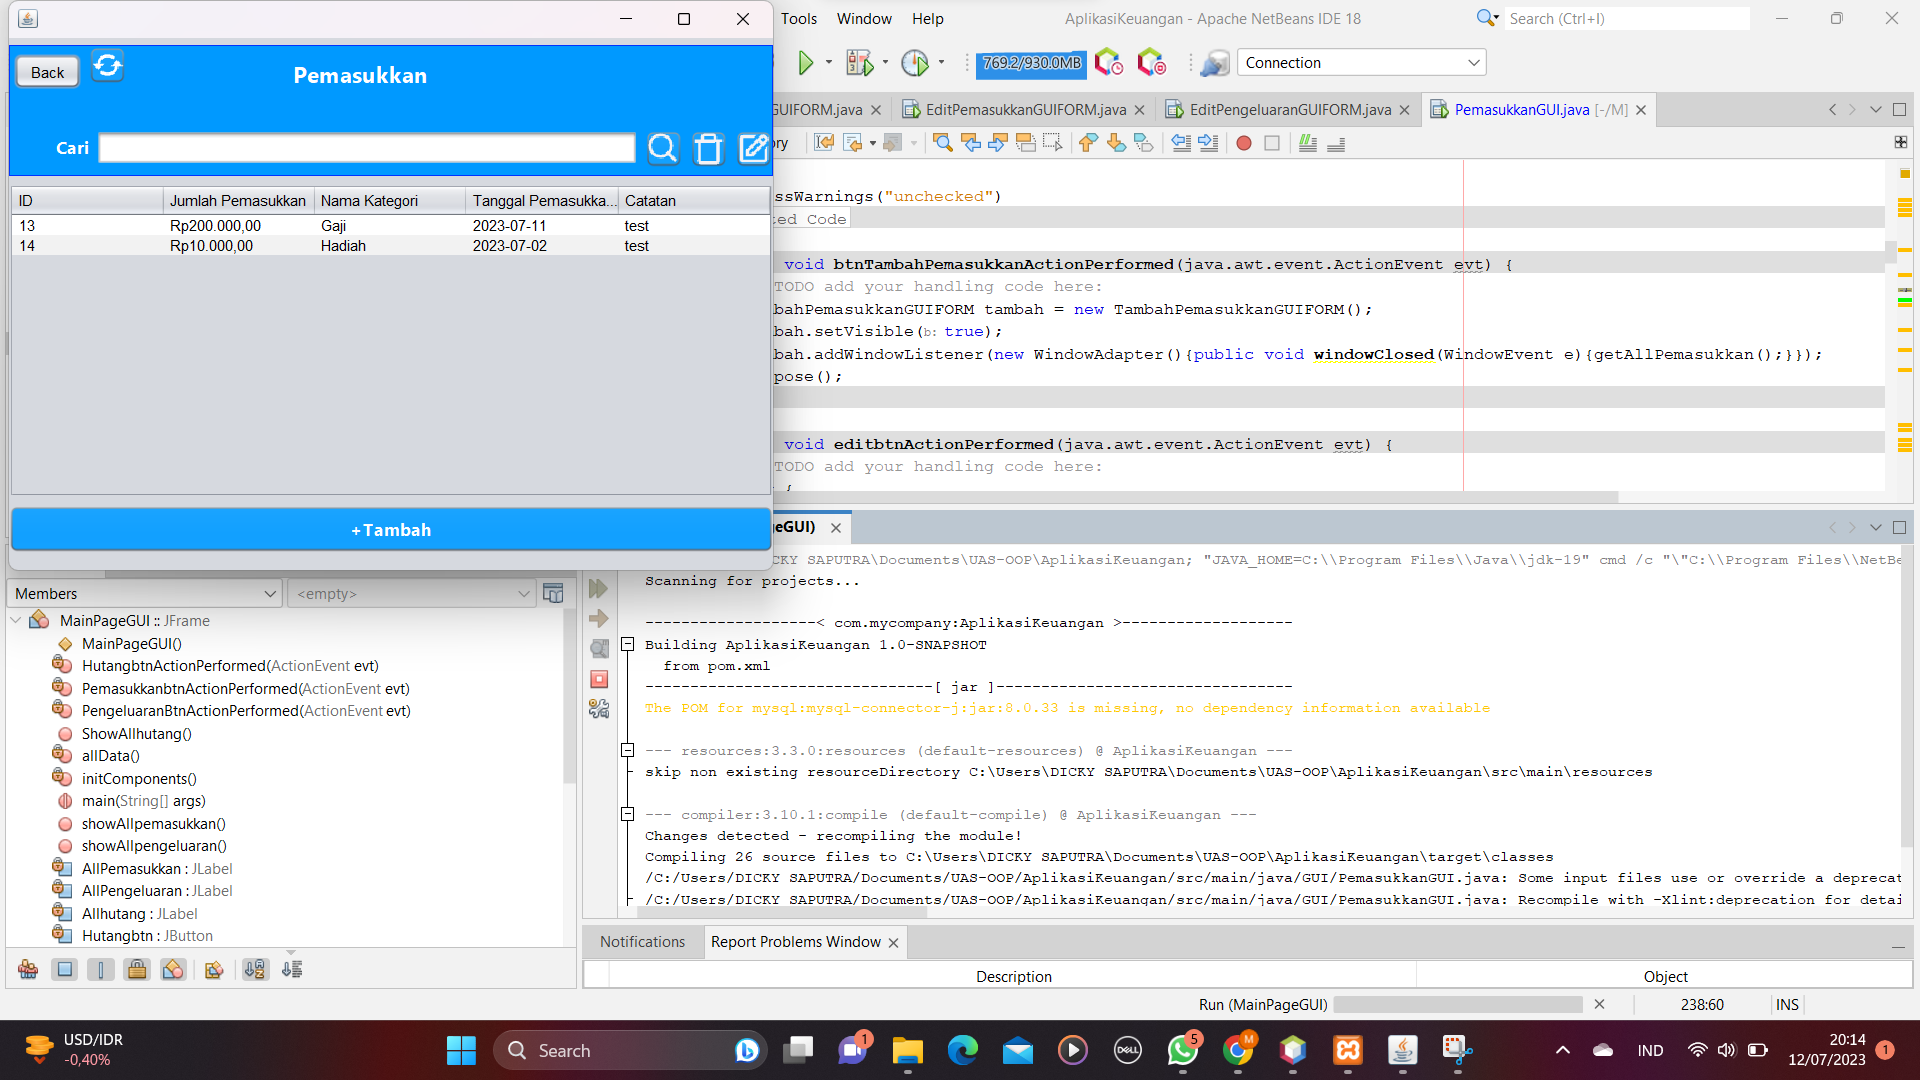 Back
Pemasukkan
Cari
ID Jumlah Pemasukkan Nama Kategori Tanggal Pemasukka... Catatan
13 Rp200.000,00 Gaji 2023-07-11 test
14 Rp10.000,00 Hadiah 2023-07-02 test
+Tambah
Tools Window Help
AplikasiKeuangan - Apache NetBeans IDE 18
Search (Ctrl+I)
769.2/930.0MB
Connection
GUIFORM.java
EditPemasukkanGUIFORM.java
EditPengeluaranGUIFORM.java
PemasukkanGUI.java [-/M]
ry
ssWarnings("unchecked")
ted Code
void btnTambahPemasukkanActionPerformed(java.awt.event.ActionEvent evt) {
TODO add your handling code here:
bahPemasukkanGUIFORM tambah = new TambahPemasukkanGUIFORM();
bah.setVisible(b: true);
bah.addWindowListener(new WindowAdapter(){public void windowClosed(WindowEvent e){getAllPemasukkan();}});
pose();
void editbtnActionPerformed(java.awt.event.ActionEvent evt) {
TODO add your handling code here:
{
eGUI)
CKY SAPUTRA\Documents\UAS-OOP\AplikasiKeuangan; "JAVA_HOME=C:\\Program Files\\Java\\jdk-19" cmd /c "\"C:\\Program Files\\NetBe
Scanning for projects...
-------------------< com.mycompany:AplikasiKeuangan >-------------------
Building AplikasiKeuangan 1.0-SNAPSHOT
from pom.xml
--------------------------------[ jar ]---------------------------------
The POM for mysql:mysql-connector-j:jar:8.0.33 is missing, no dependency information available
--- resources:3.3.0:resources (default-resources) @ AplikasiKeuangan ---
skip non existing resourceDirectory C:\Users\DICKY SAPUTRA\Documents\UAS-OOP\AplikasiKeuangan\src\main\resources
--- compiler:3.10.1:compile (default-compile) @ AplikasiKeuangan ---
Changes detected - recompiling the module!
Compiling 26 source files to C:\Users\DICKY SAPUTRA\Documents\UAS-OOP\AplikasiKeuangan\target\classes
/C:/Users/DICKY SAPUTRA/Documents/UAS-OOP/AplikasiKeuangan/src/main/java/GUI/PemasukkanGUI.java: Some input files use or override a deprecat
/C:/Users/DICKY SAPUTRA/Documents/UAS-OOP/AplikasiKeuangan/src/main/java/GUI/PemasukkanGUI.java: Recompile with -Xlint:deprecation for detai
Members
<empty>
MainPageGUI :: JFrame
MainPageGUI()
HutangbtnActionPerformed(ActionEvent evt)
PemasukkanbtnActionPerformed(ActionEvent evt)
PengeluaranBtnActionPerformed(ActionEvent evt)
ShowAllhutang()
allData()
initComponents()
main(String[] args)
showAllpemasukkan()
showAllpengeluaran()
AllPemasukkan : JLabel
AllPengeluaran : JLabel
Allhutang : JLabel
Hutangbtn : JButton
Notifications
Report Problems Window
Description Object
Run (MainPageGUI)
238:60 INS
USD/IDR
-0,40%
Search
1
DELL
5
M
IND
20:14
12/07/2023
1